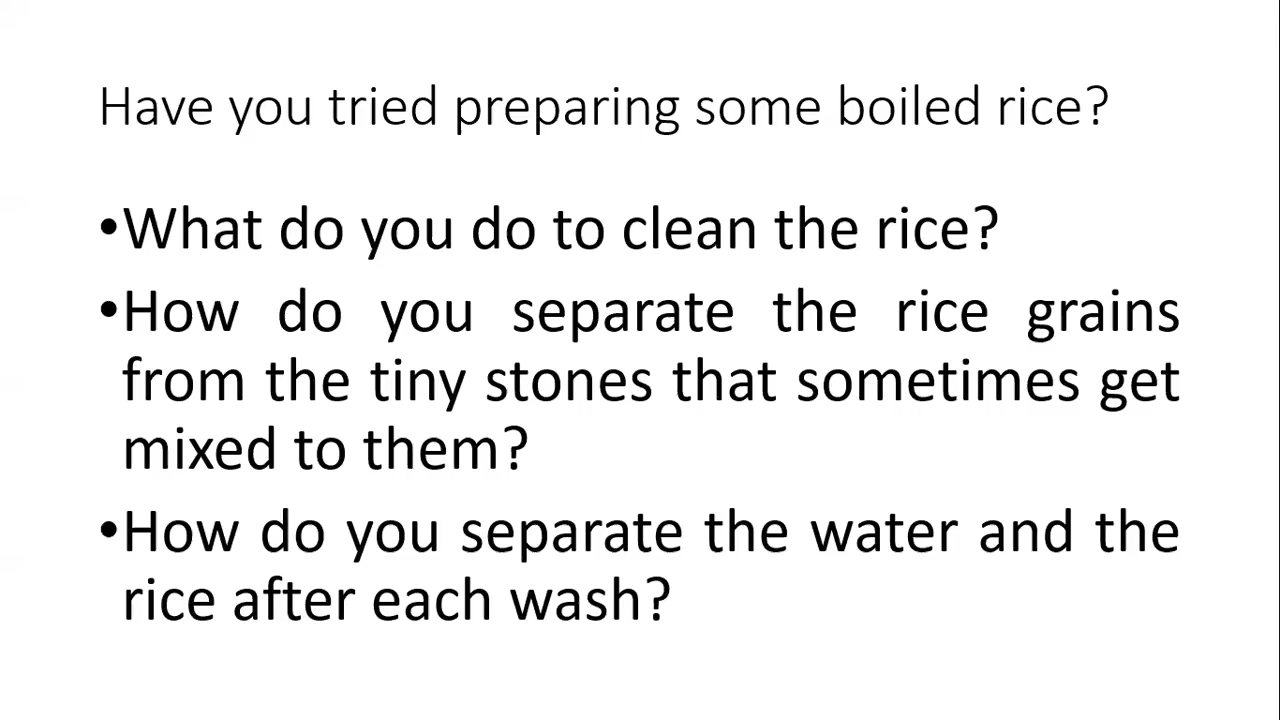 Have you tried preparing some boiled rice?
•What do you do to clean the rice?
•How do you separate the rice grains
from the tiny stones that sometimes get
mixed to them?
•How do you separate the water and the
rice after each wash?